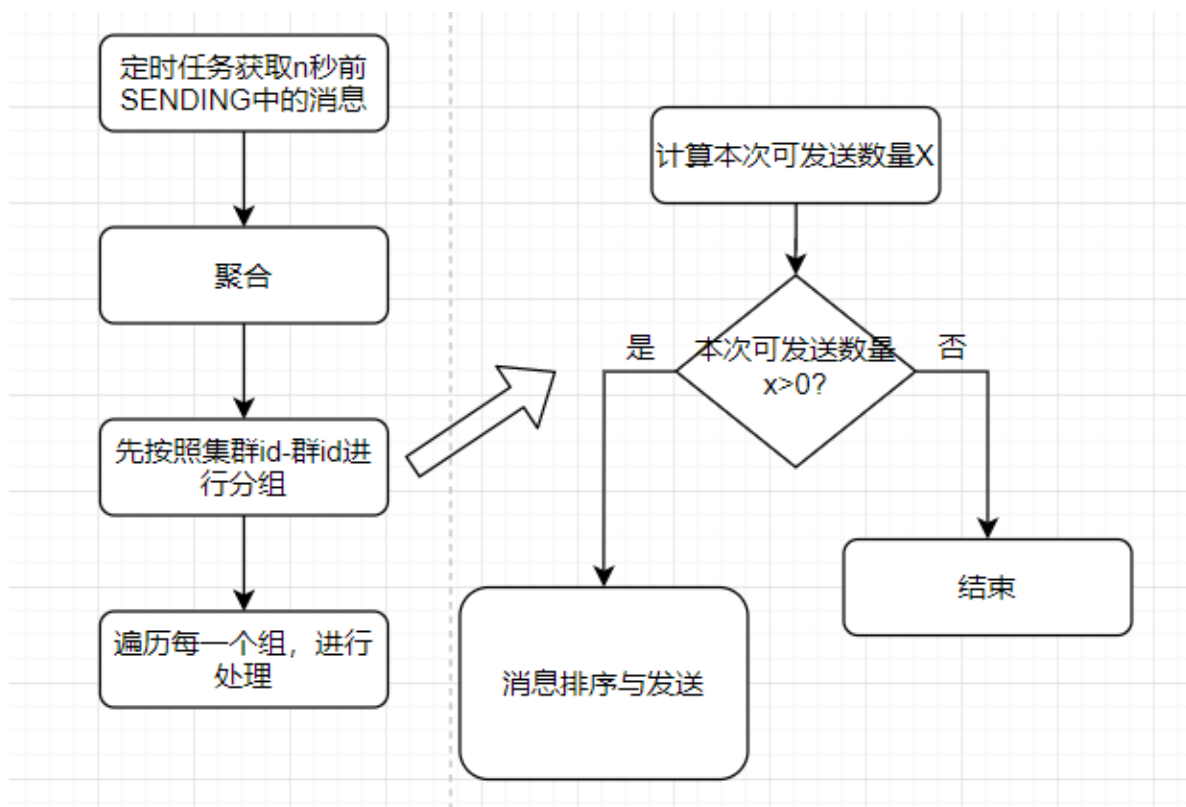 定时任务获取n秒前
SENDING中的消息
聚合
先按照集群id-群id进
行分组
遍历每一个组，进行
处理
计算本次可发送数量X
本次可发送数量
x>0?
是
否
结束
消息排序与发送